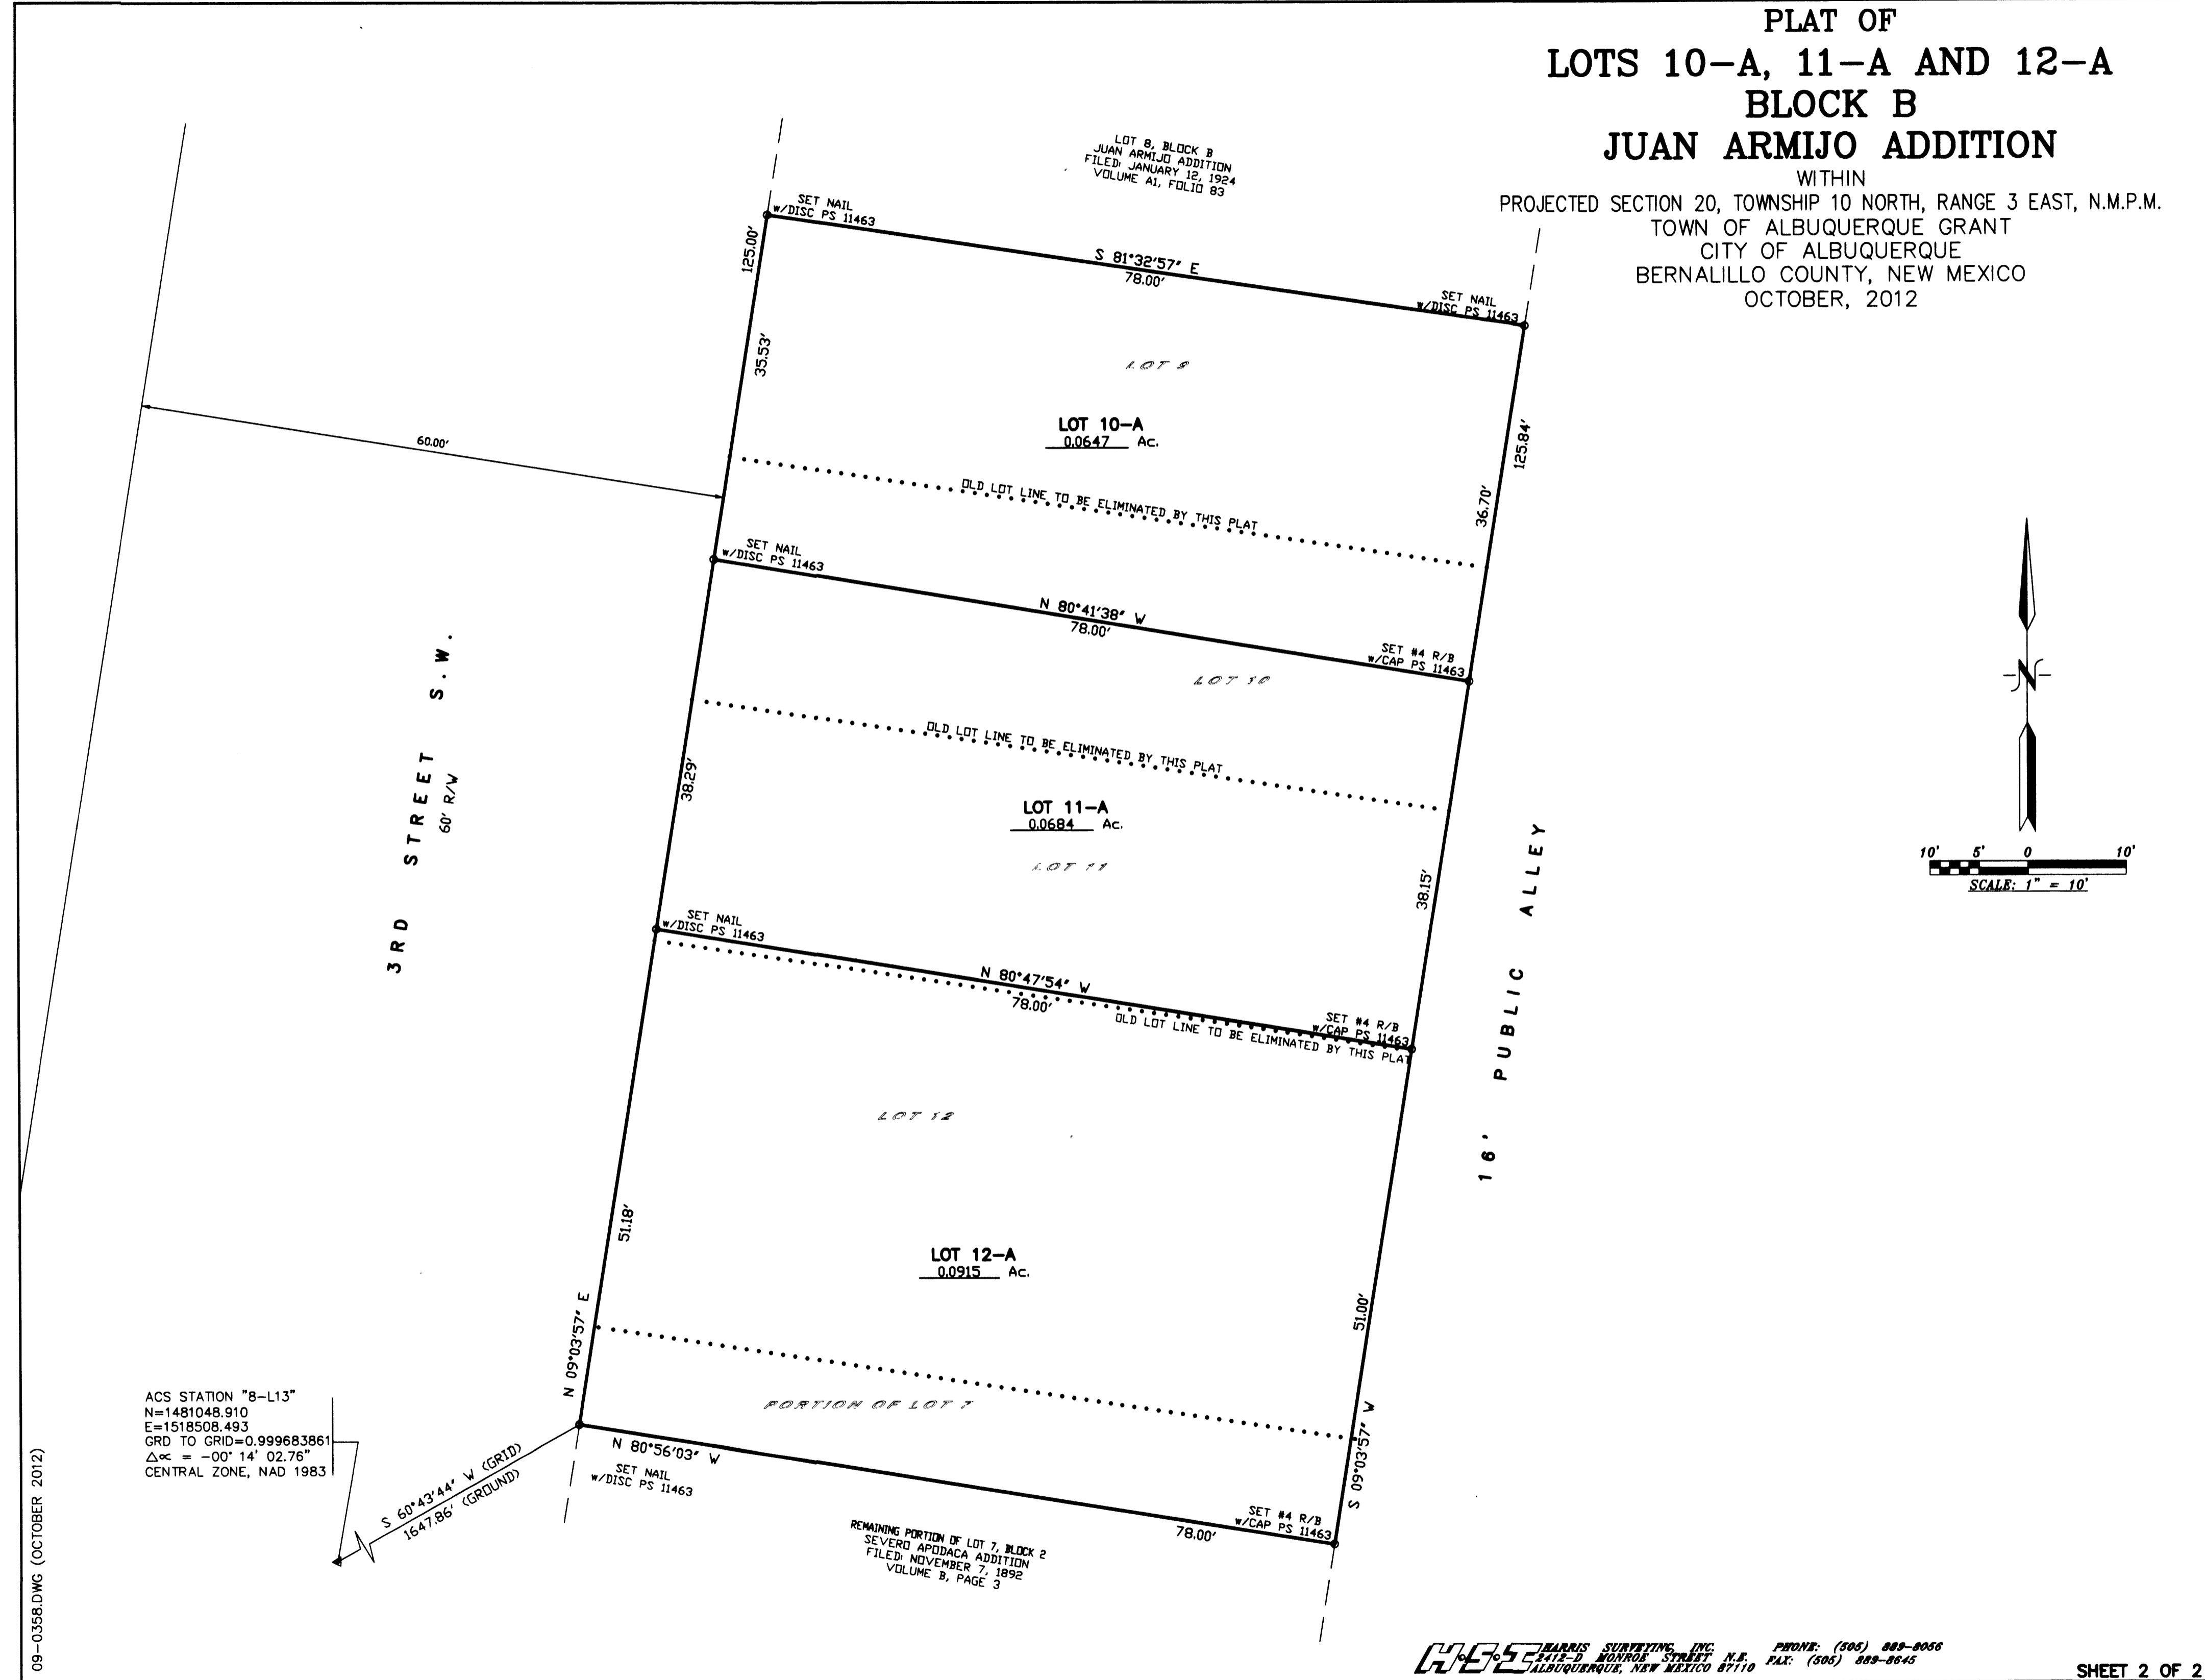 PLAT OF
LOTS 10-A, 11-A AND 12-A
BLOCK B
JUAN ARMIJO ADDITION
WITHIN
PROJECTED SECTION 20, TOWNSHIP 10 NORTH, RANGE 3 EAST, N.M.P.M.
TOWN OF ALBUQUERQUE GRANT
CITY OF ALBUQUERQUE
BERNALILLO COUNTY, NEW MEXICO
OCTOBER, 2012
LOT 8, BLOCK B
JUAN ARMIJO ADDITION
FILED: JANUARY 12, 1924
VOLUME A1, FOLIO 83
SET NAIL
w/DISC PS 11463
125.00'
S 81°32'57" E
78.00'
SET NAIL
w/DISC PS 11463
35.53'
LOT 9
LOT 10-A
0.0647 Ac.
125.84'
60.00'
OLD LOT LINE TO BE ELIMINATED BY THIS PLAT
36.70'
SET NAIL
w/DISC PS 11463
N 80°41'38" W
78.00'
SET #4 R/B
w/CAP PS 11463
LOT 10
N
3RD STREET S.W.
60' R/W
OLD LOT LINE TO BE ELIMINATED BY THIS PLAT
38.29'
LOT 11-A
0.0684 Ac.
LOT 11
38.15'
16' PUBLIC ALLEY
10' 5' 0 10'
SCALE: 1" = 10'
SET NAIL
w/DISC PS 11463
N 80°47'54" W
78.00'
SET #4 R/B
w/CAP PS 11463
OLD LOT LINE TO BE ELIMINATED BY THIS PLAT
LOT 12
51.18'
LOT 12-A
0.0915 Ac.
51.00'
N 09°03'57" E
PORTION OF LOT 7
S 09°03'57" W
ACS STATION "8-L13"
N=1481048.910
E=1518508.493
GRD TO GRID=0.999683861
Δ∝ = -00° 14' 02.76"
CENTRAL ZONE, NAD 1983
S 60°43'44" W (GRID)
1647.86' (GROUND)
N 80°56'03" W
SET NAIL
w/DISC PS 11463
78.00'
SET #4 R/B
w/CAP PS 11463
REMAINING PORTION OF LOT 7, BLOCK 2
SEVERO APODACA ADDITION
FILED: NOVEMBER 7, 1892
VOLUME B, PAGE 3
09-0358.DWG (OCTOBER 2012)
H·S·I
HARRIS SURVEYING, INC. PHONE: (505) 889-8056
2412-D MONROE STREET N.E. FAX: (505) 889-8645
ALBUQUERQUE, NEW MEXICO 87110
SHEET 2 OF 2